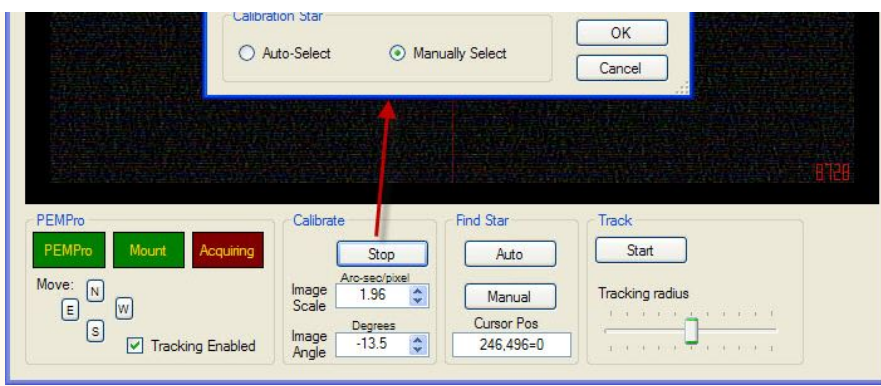 Calibration Star
Auto-Select
Manually Select
OK
Cancel
8728
PEMPro
PEMPro
Mount
Acquiring
Move:
N
E
W
S
Tracking Enabled
Calibrate
Stop
Arc-sec/pixel
Image
Scale
1.96
Degrees
Image
Angle
-13.5
Find Star
Auto
Manual
Cursor Pos
246,496=0
Track
Start
Tracking radius